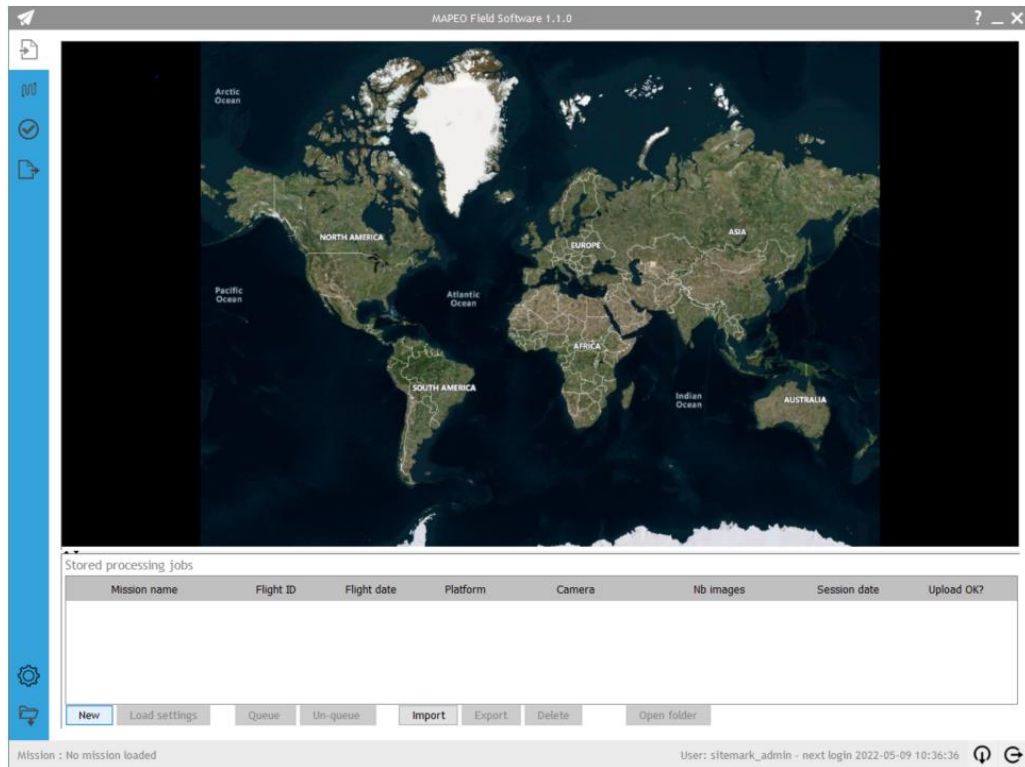 MAPEO Field Software 1.1.0
?
Arctic
Ocean
NORTH AMERICA
EUROPE
ASIA
Pacific
Ocean
Atlantic
Ocean
AFRICA
SOUTH AMERICA
Indian
Ocean
AUSTRALIA
Stored processing jobs
Mission name Flight ID Flight date Platform Camera Nb images Session date Upload OK?
New Load settings Queue Un-queue Import Export Delete Open folder
Mission : No mission loaded User: sitemark_admin - next login 2022-05-09 10:36:36